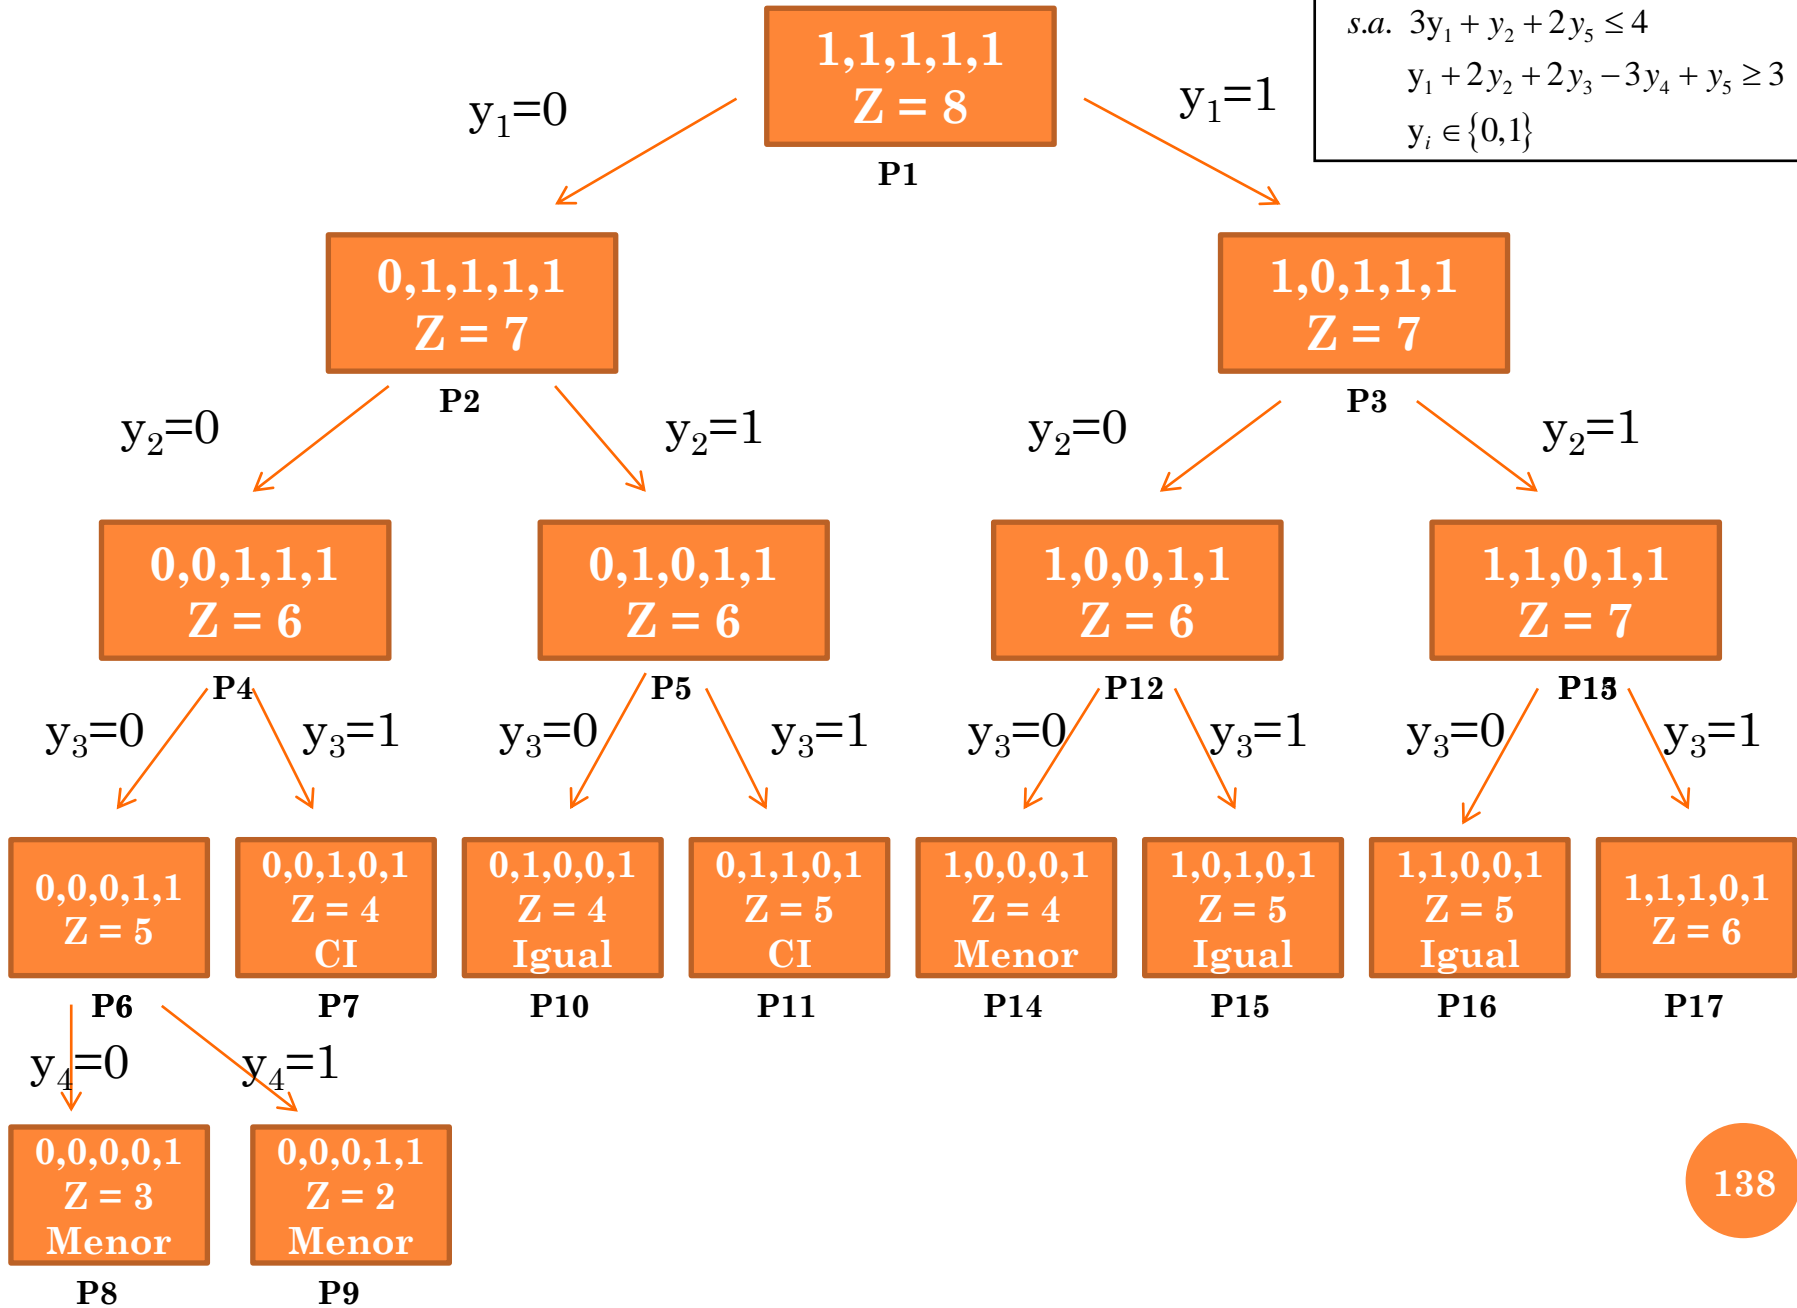 s.a. 3y₁ + y₂ + 2y₅ ≤ 4
y₁ + 2y₂ + 2y₃ − 3y₄ + y₅ ≥ 3
yᵢ ∈ {0,1}
1,1,1,1,1
Z = 8
P1
y₁=0
y₁=1
0,1,1,1,1
Z = 7
P2
1,0,1,1,1
Z = 7
P3
y₂=0
y₂=1
y₂=0
y₂=1
0,0,1,1,1
Z = 6
P4
0,1,0,1,1
Z = 6
P5
1,0,0,1,1
Z = 6
P12
1,1,0,1,1
Z = 7
y₃=0
y₃=1
y₃=0
y₃=1
y₃=0
y₃=1
y₃=0
y₃=1
0,0,0,1,1
Z = 5
P6
0,0,1,0,1
Z = 4
CI
P7
0,1,0,0,1
Z = 4
Igual
P10
0,1,1,0,1
Z = 5
CI
P11
1,0,0,0,1
Z = 4
Menor
P14
1,0,1,0,1
Z = 5
Igual
P15
1,1,0,0,1
Z = 5
Igual
P16
1,1,1,0,1
Z = 6
P17
y₄=0
y₄=1
0,0,0,0,1
Z = 3
Menor
P8
0,0,0,1,1
Z = 2
Menor
P9
138